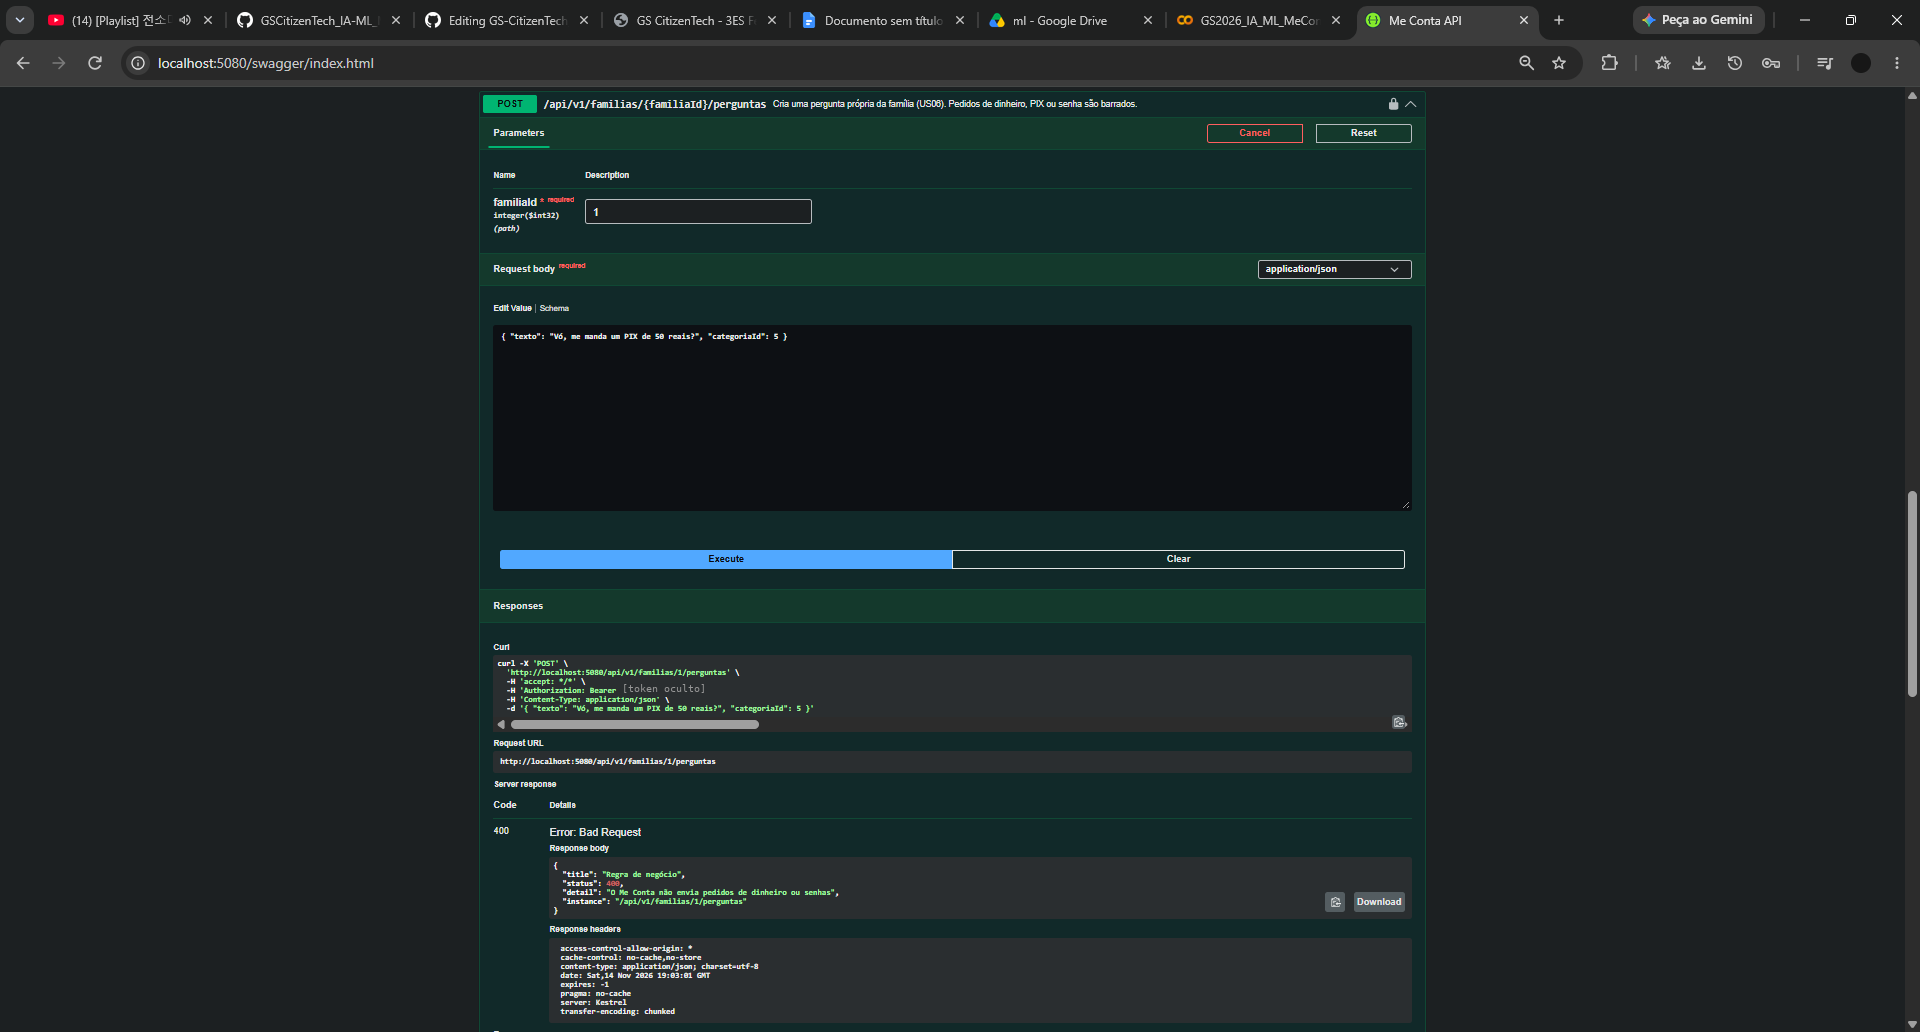 (14) [Playlist] 전소
GSCitizenTech_IA-ML_
Editing GS-CitizenTech
GS CitizenTech - 3ES F
Documento sem título
ml - Google Drive
GS2026_IA_ML_MeCon
Me Conta API
Peça ao Gemini
localhost:5080/swagger/index.html
POST /api/v1/familias/{familiaId}/perguntas Cria uma pergunta própria da família (US06). Pedidos de dinheiro, PIX ou senha são barrados.
Parameters
Cancel
Reset
Name Description
familiaId * required
integer($int32)
(path)
1
Request body required
application/json
Edit Value | Schema
{ "texto": "Vó, me manda um PIX de 50 reais?", "categoriaId": 5 }
Execute
Clear
Responses
Curl
curl -X 'POST' \
'http://localhost:5080/api/v1/familias/1/perguntas' \
-H 'accept: */*' \
-H 'Authorization: Bearer [token oculto]
-H 'Content-Type: application/json' \
-d '{ "texto": "Vó, me manda um PIX de 50 reais?", "categoriaId": 5 }'
Request URL
http://localhost:5080/api/v1/familias/1/perguntas
Server response
Code Details
400 Error: Bad Request
Response body
{
"title": "Regra de negócio",
"status": 400,
"detail": "O Me Conta não envia pedidos de dinheiro ou senhas",
"instance": "/api/v1/familias/1/perguntas"
}
Download
Response headers
access-control-allow-origin: *
cache-control: no-cache,no-store
content-type: application/json; charset=utf-8
date: Sat,14 Nov 2026 19:03:01 GMT
expires: -1
pragma: no-cache
server: Kestrel
transfer-encoding: chunked